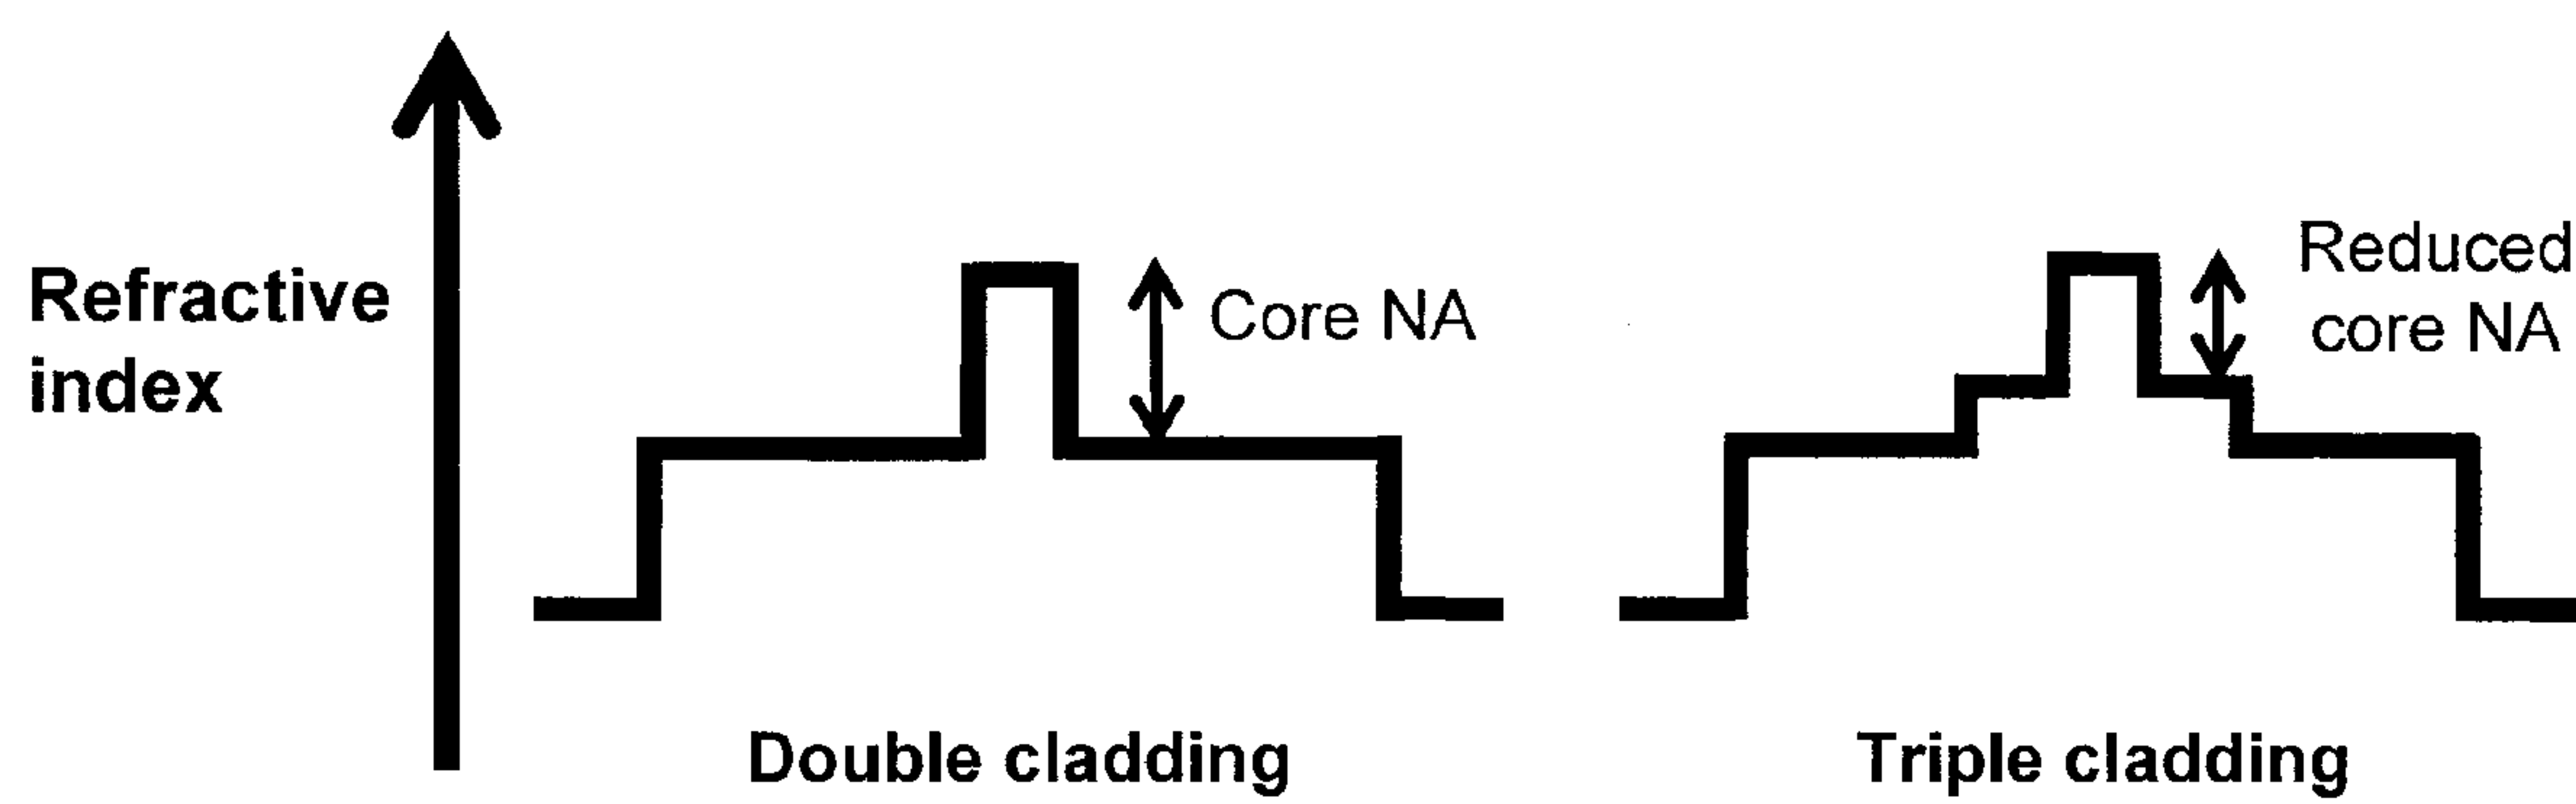 Refractive
index
Core NA
Reduced
core NA
Double cladding
Triple cladding